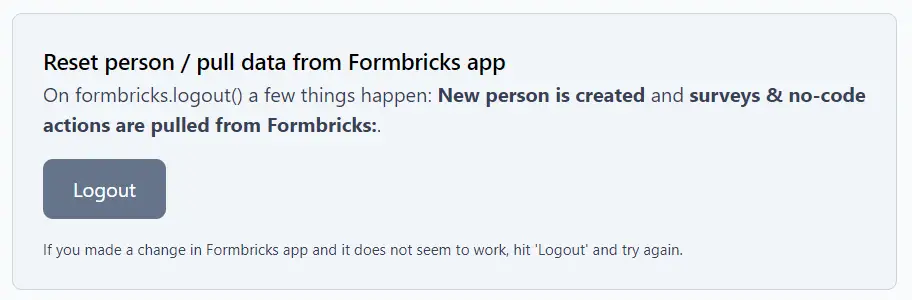 Reset person / pull data from Formbricks app
On formbricks.logout() a few things happen: New person is created and surveys & no-code
actions are pulled from Formbricks:.
Logout
If you made a change in Formbricks app and it does not seem to work, hit 'Logout' and try again.